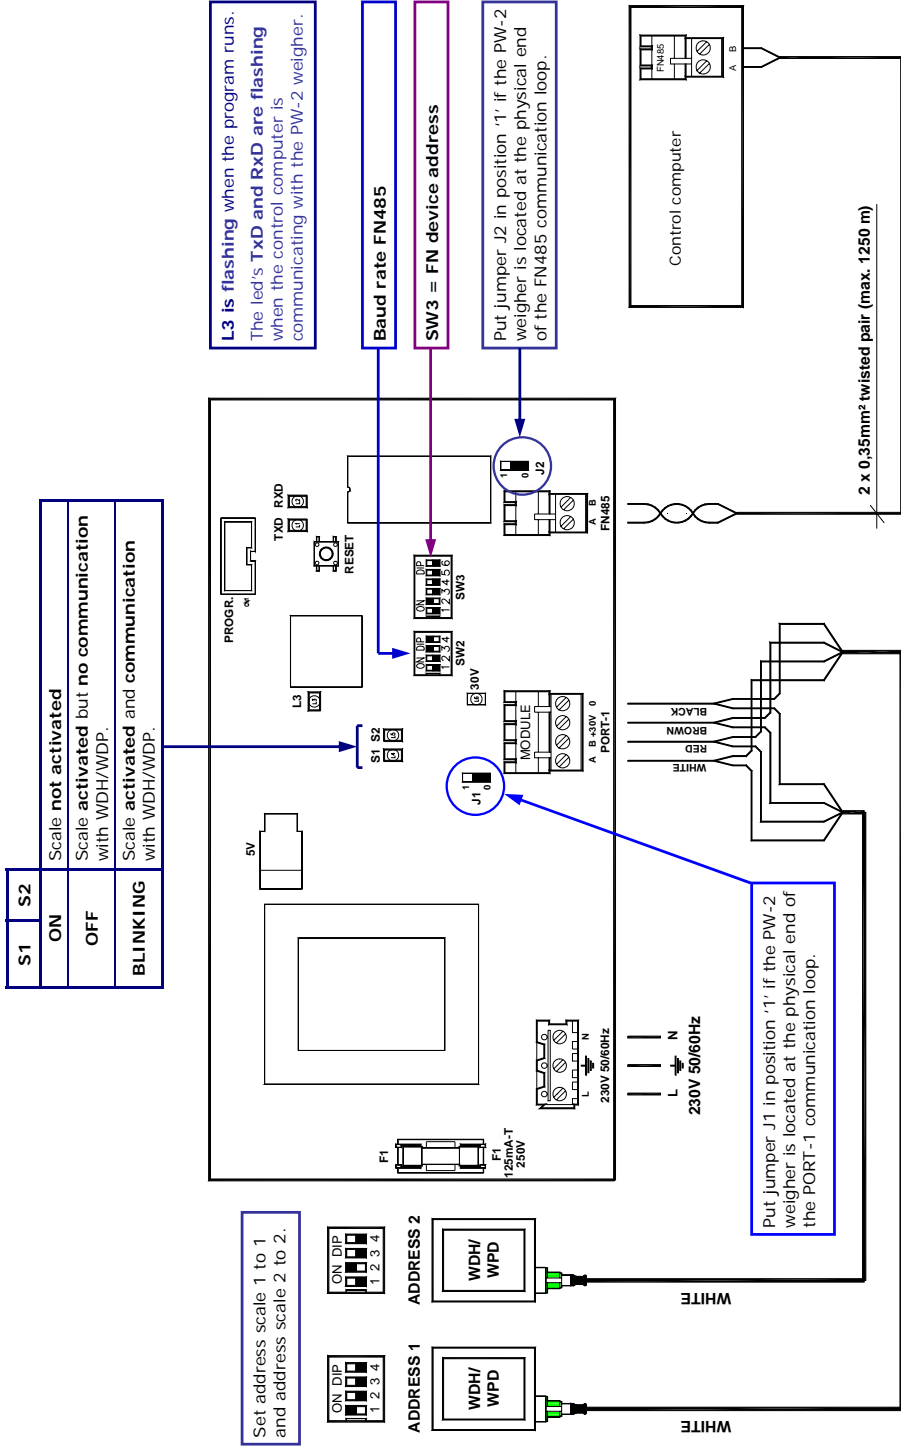 S1 S2
ON Scale not activated
OFF Scale activated but no communication
with WDH/WDP.
BLINKING Scale activated and communication
with WDH/WDP.
L3 is flashing when the program runs.
The led's TxD and RxD are flashing
when the control computer is
communicating with the PW-2 weigher.
Baud rate FN485
SW3 = FN device address
Put jumper J2 in position '1' if the PW-2
weigher is located at the physical end
of the FN485 communication loop.
Control computer
FN485
A B
2 x 0,35mm² twisted pair (max. 1250 m)
Set address scale 1 to 1
and address scale 2 to 2.
ON DIP
1 2 3 4
ADDRESS 1
WDH/
WPD
WHITE
ON DIP
1 2 3 4
ADDRESS 2
WDH/
WPD
WHITE
F1
F1
125mA-T
250V
5V
S1 S2
L3
PROGR.
TXD RXD
RESET
ON DIP
1 2 3 4
SW2
ON DIP
1 2 3 4 5 6
SW3
30V
J1
1
0
MODULE
A B +30V 0
PORT-1
J2
1
0
A B
FN485
L N
230V 50/60Hz
L N
230V 50/60Hz
WHITE
RED
BROWN
BLACK
Put jumper J1 in position '1' if the PW-2
weigher is located at the physical end of
the PORT-1 communication loop.